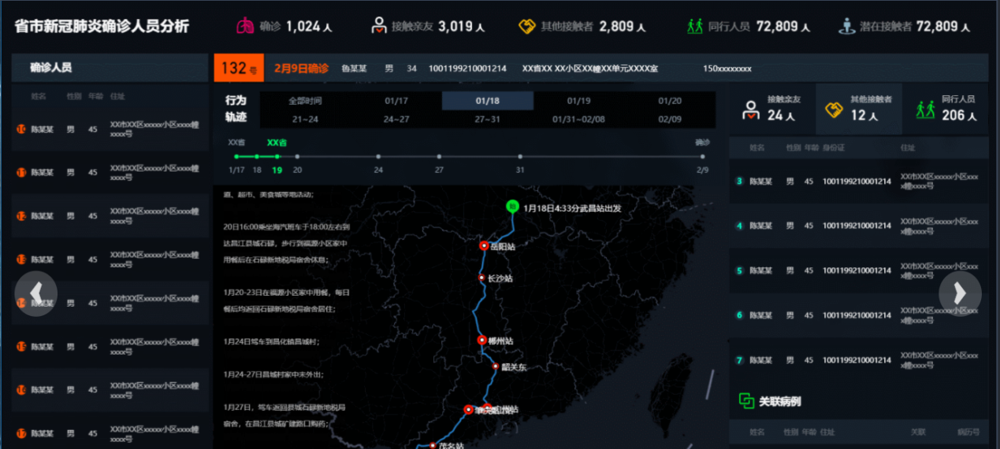 省市新冠肺炎确诊人员分析
确诊 1,024 人
接触亲友 3,019 人
其他接触者 2,809 人
同行人员 72,809 人
潜在接触者 72,809 人
确诊人员
姓名 性别 年龄 住址
陈某某 男 45 XX市XX区xxxxx小区xxxx幢
xxxx号
11 陈某某 男 45 XX市XX区xxxxx小区xxxx幢
xxxx号
陈某某 男 45 XX市XX区xxxxx小区xxxx幢
xxxx号
陈某某 男 45 XX市XX区xxxxx小区xxxx幢
xxxx号
14 陈某某 男 45 XX市XX区xxxxx小区xxxx幢
xxxx号
15 陈某某 男 45 XX市XX区xxxxx小区xxxx幢
xxxx号
16 陈某某 男 45 XX市XX区xxxxx小区xxxx幢
xxxx号
17 陈某某 男 45 XX市XX区xxxxx小区xxxx幢
xxxx号
132 号 2月9日确诊 鲁某某 男 34 1001199210001214 XX省XX XX小区XX幢XX单元XXXX室 150xxxxxxxx
行为
轨迹
全部时间 01/17 01/18 01/19 01/20
21~24 24~27 27~31 01/31~02/08 02/09
XX省 XX省 确诊
1/17 18 19 20 24 27 31 2/9
道、超市、美食城等地活动；
20日16:00乘坐海汽班车于18:00左右到
达昌江县城石碌，步行到福源小区家中
用餐后在石碌新地税局宿舍休息；
1月20-23日在福源小区家中用餐，每日
餐后均返回石碌新地税局宿舍居住；
1月24日驾车到昌化镇昌城村；
1月24-27日昌城村家中未外出；
1月27日，驾车返回县城石碌新地税局
宿舍，在昌江县城矿建路口购药；
1月18日4:33分武昌站出发
岳阳站
长沙站
郴州站
韶关东
茂名站
接触亲友
24 人
其他接触者
12 人
同行人员
206 人
姓名 性别 年龄 身份证 住址
3 陈某某 男 45 1001199210001214 XX市XX区xxxxx小区xxx
x幢xxxx号
4 陈某某 男 45 1001199210001214 XX市XX区xxxxx小区xxx
x幢xxxx号
5 陈某某 男 45 1001199210001214 XX市XX区xxxxx小区xxx
x幢xxxx号
6 陈某某 男 45 1001199210001214 XX市XX区xxxxx小区xxx
x幢xxxx号
7 陈某某 男 45 1001199210001214 XX市XX区xxxxx小区xxx
x幢xxxx号
关联病例
姓名 性别 年龄 住址 关联 病历号